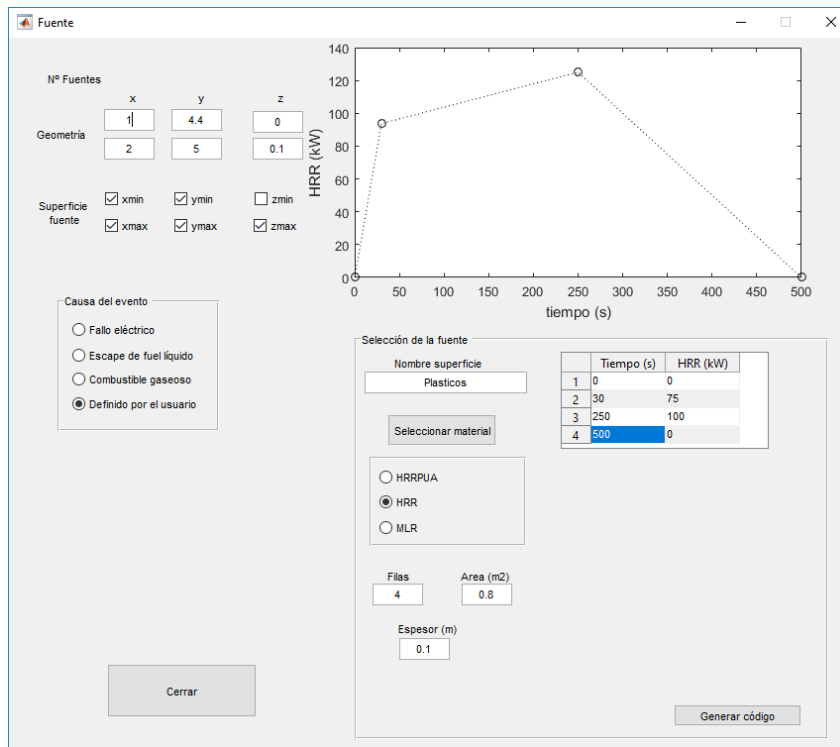 Fuente
Nº Fuentes
x y z
Geometría
1 4.4 0
2 5 0.1
Superficie fuente
xmin ymin zmin
xmax ymax zmax
140
120
100
80
60
40
20
0
HRR (kW)
0 50 100 150 200 250 300 350 400 450 500
tiempo (s)
Causa del evento
Fallo eléctrico
Escape de fuel líquido
Combustible gaseoso
Definido por el usuario
Selección de la fuente
Nombre superficie
Plasticos
Seleccionar material
HRRPUA
HRR
MLR
Filas Area (m2)
4 0.8
Espesor (m)
0.1
Tiempo (s) HRR (kW)
1 0 0
2 30 75
3 250 100
4 500 0
Cerrar
Generar código